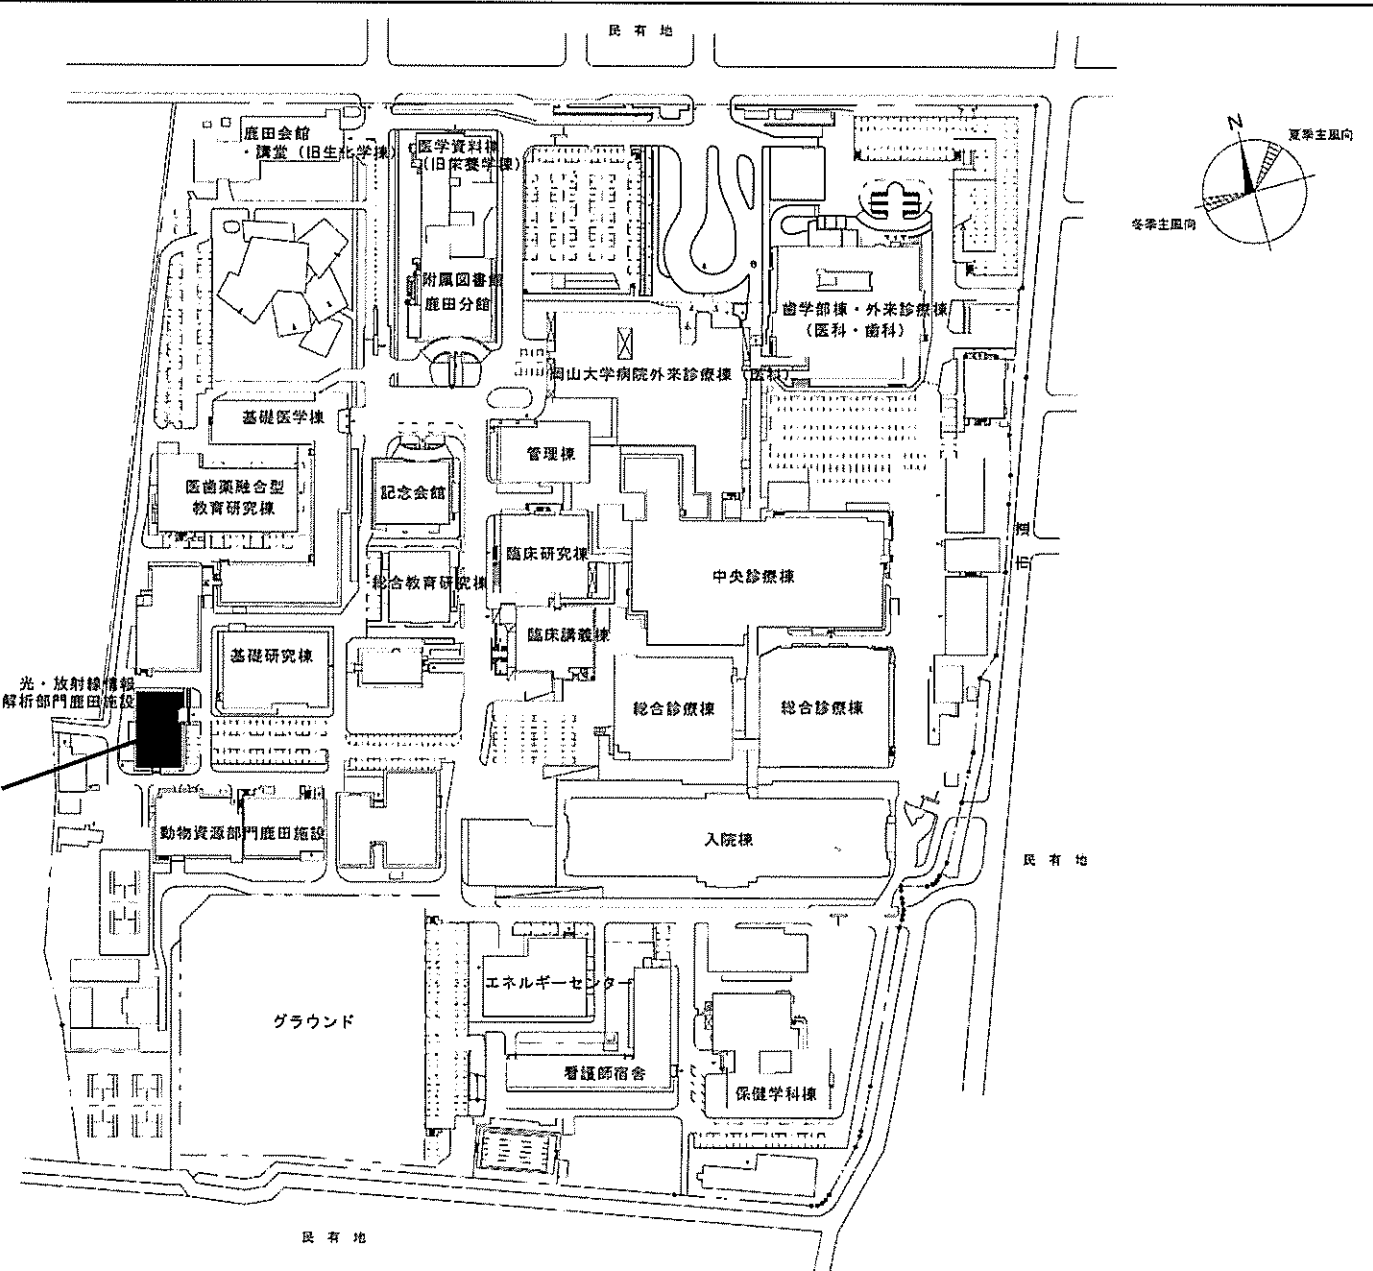 民有地
鹿田会館
・講堂（旧生化学棟）
医学資料棟
（旧栄養学棟）
N
夏季主風向
冬季主風向
附属図書館
鹿田分館
歯学部棟・外来診療棟
（医科・歯科）
岡山大学病院外来診療棟（医科）
基礎医学棟
管理棟
医歯薬融合型
教育研究棟
記念会館
臨床研究棟
総合教育研究棟
中央診療棟
市道
臨床講義棟
基礎研究棟
光・放射線情報
解析部門鹿田施設
総合診療棟
総合診療棟
動物資源部門鹿田施設
入院棟
民有地
エネルギーセンター
グラウンド
看護師宿舎
保健学科棟
民有地